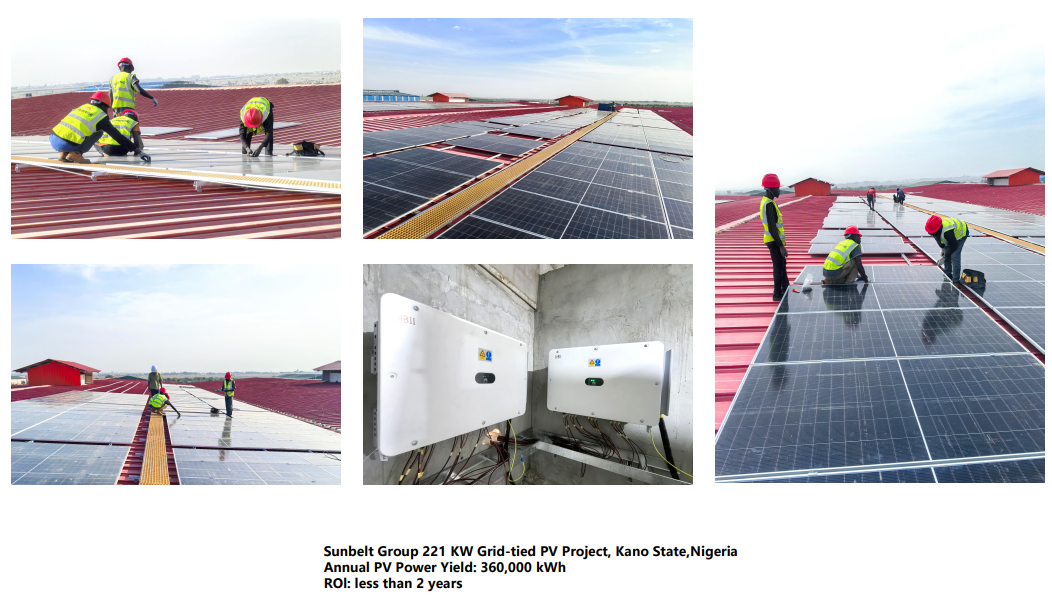 Sunbelt Group 221 KW Grid-tied PV Project, Kano State,Nigeria
Annual PV Power Yield: 360,000 kWh
ROI: less than 2 years